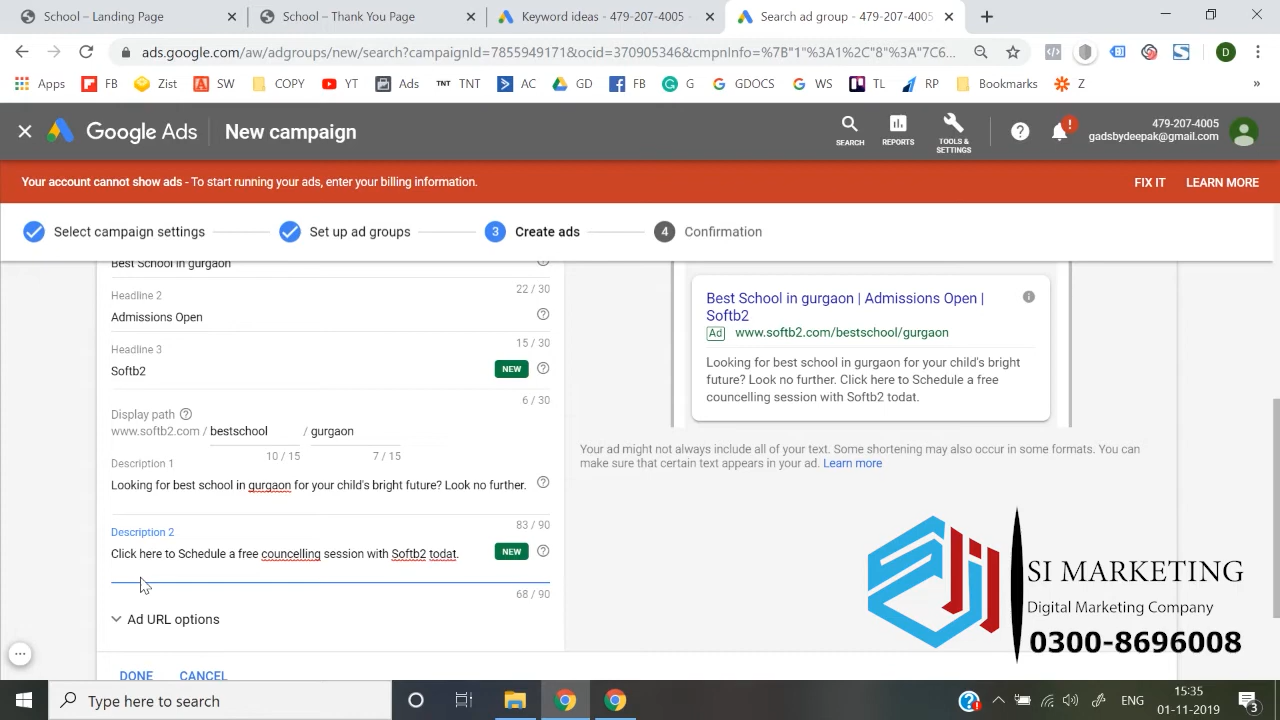 School – Landing Page
School – Thank You Page
Keyword ideas - 479-207-4005 -
Search ad group - 479-207-4005
ads.google.com/aw/adgroups/new/search?campaignId=7855949171&ocid=370905346&cmpnInfo=%7B"1"%3A1%2C"8"%3A"%7C6...
D
Apps
FB
Zist
SW
COPY
YT
Ads
TNT TNT
AC
GD
FB
G
GDOCS
WS
TL
RP
Bookmarks
Z
»
Google Ads
New campaign
SEARCH
REPORTS
TOOLS & SETTINGS
479-207-4005
gadsbydeepak@gmail.com
Your account cannot show ads - To start running your ads, enter your billing information.
FIX IT
LEARN MORE
Select campaign settings
Set up ad groups
3 Create ads
4 Confirmation
Best School in gurgaon
22 / 30
Headline 2
Admissions Open
15 / 30
Headline 3
Softb2
NEW
6 / 30
Display path
www.softb2.com / bestschool / gurgaon
10 / 15
7 / 15
Description 1
Looking for best school in gurgaon for your child's bright future? Look no further.
83 / 90
Description 2
Click here to Schedule a free councelling session with Softb2 todat.
NEW
68 / 90
Ad URL options
DONE
CANCEL
Best School in gurgaon | Admissions Open |
Softb2
Ad www.softb2.com/bestschool/gurgaon
Looking for best school in gurgaon for your child's bright
future? Look no further. Click here to Schedule a free
councelling session with Softb2 todat.
Your ad might not always include all of your text. Some shortening may also occur in some formats. You can
make sure that certain text appears in your ad. Learn more
SI MARKETING
Digital Marketing Company
0300-8696008
Type here to search
ENG
15:35
01-11-2019
3